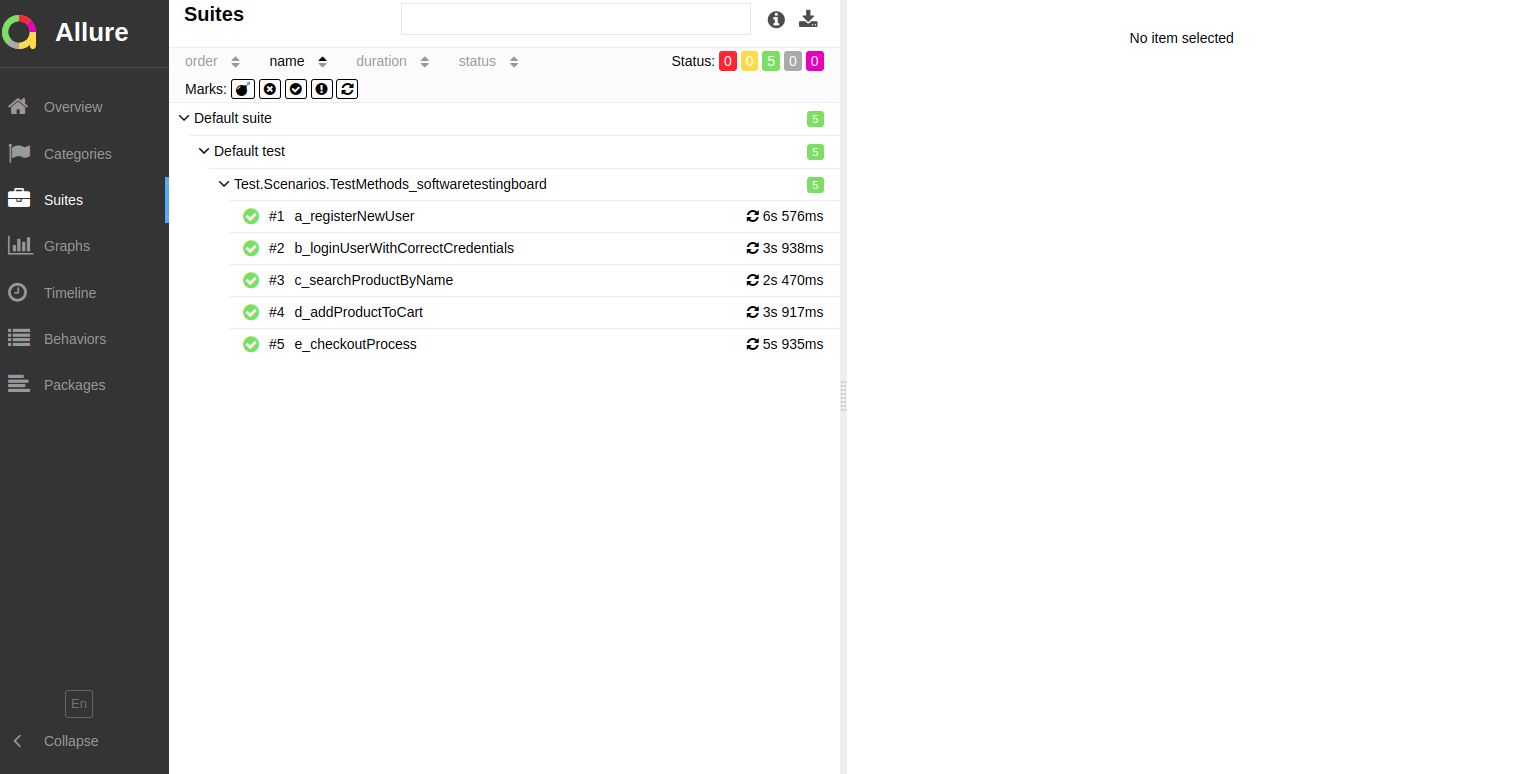 Allure
Overview
Categories
Suites
Graphs
Timeline
Behaviors
Packages
En
Collapse
Suites
order name duration status Status: 0 0 5 0 0
Marks:
Default suite 5
Default test 5
Test.Scenarios.TestMethods_softwaretestingboard 5
#1 a_registerNewUser 6s 576ms
#2 b_loginUserWithCorrectCredentials 3s 938ms
#3 c_searchProductByName 2s 470ms
#4 d_addProductToCart 3s 917ms
#5 e_checkoutProcess 5s 935ms
No item selected